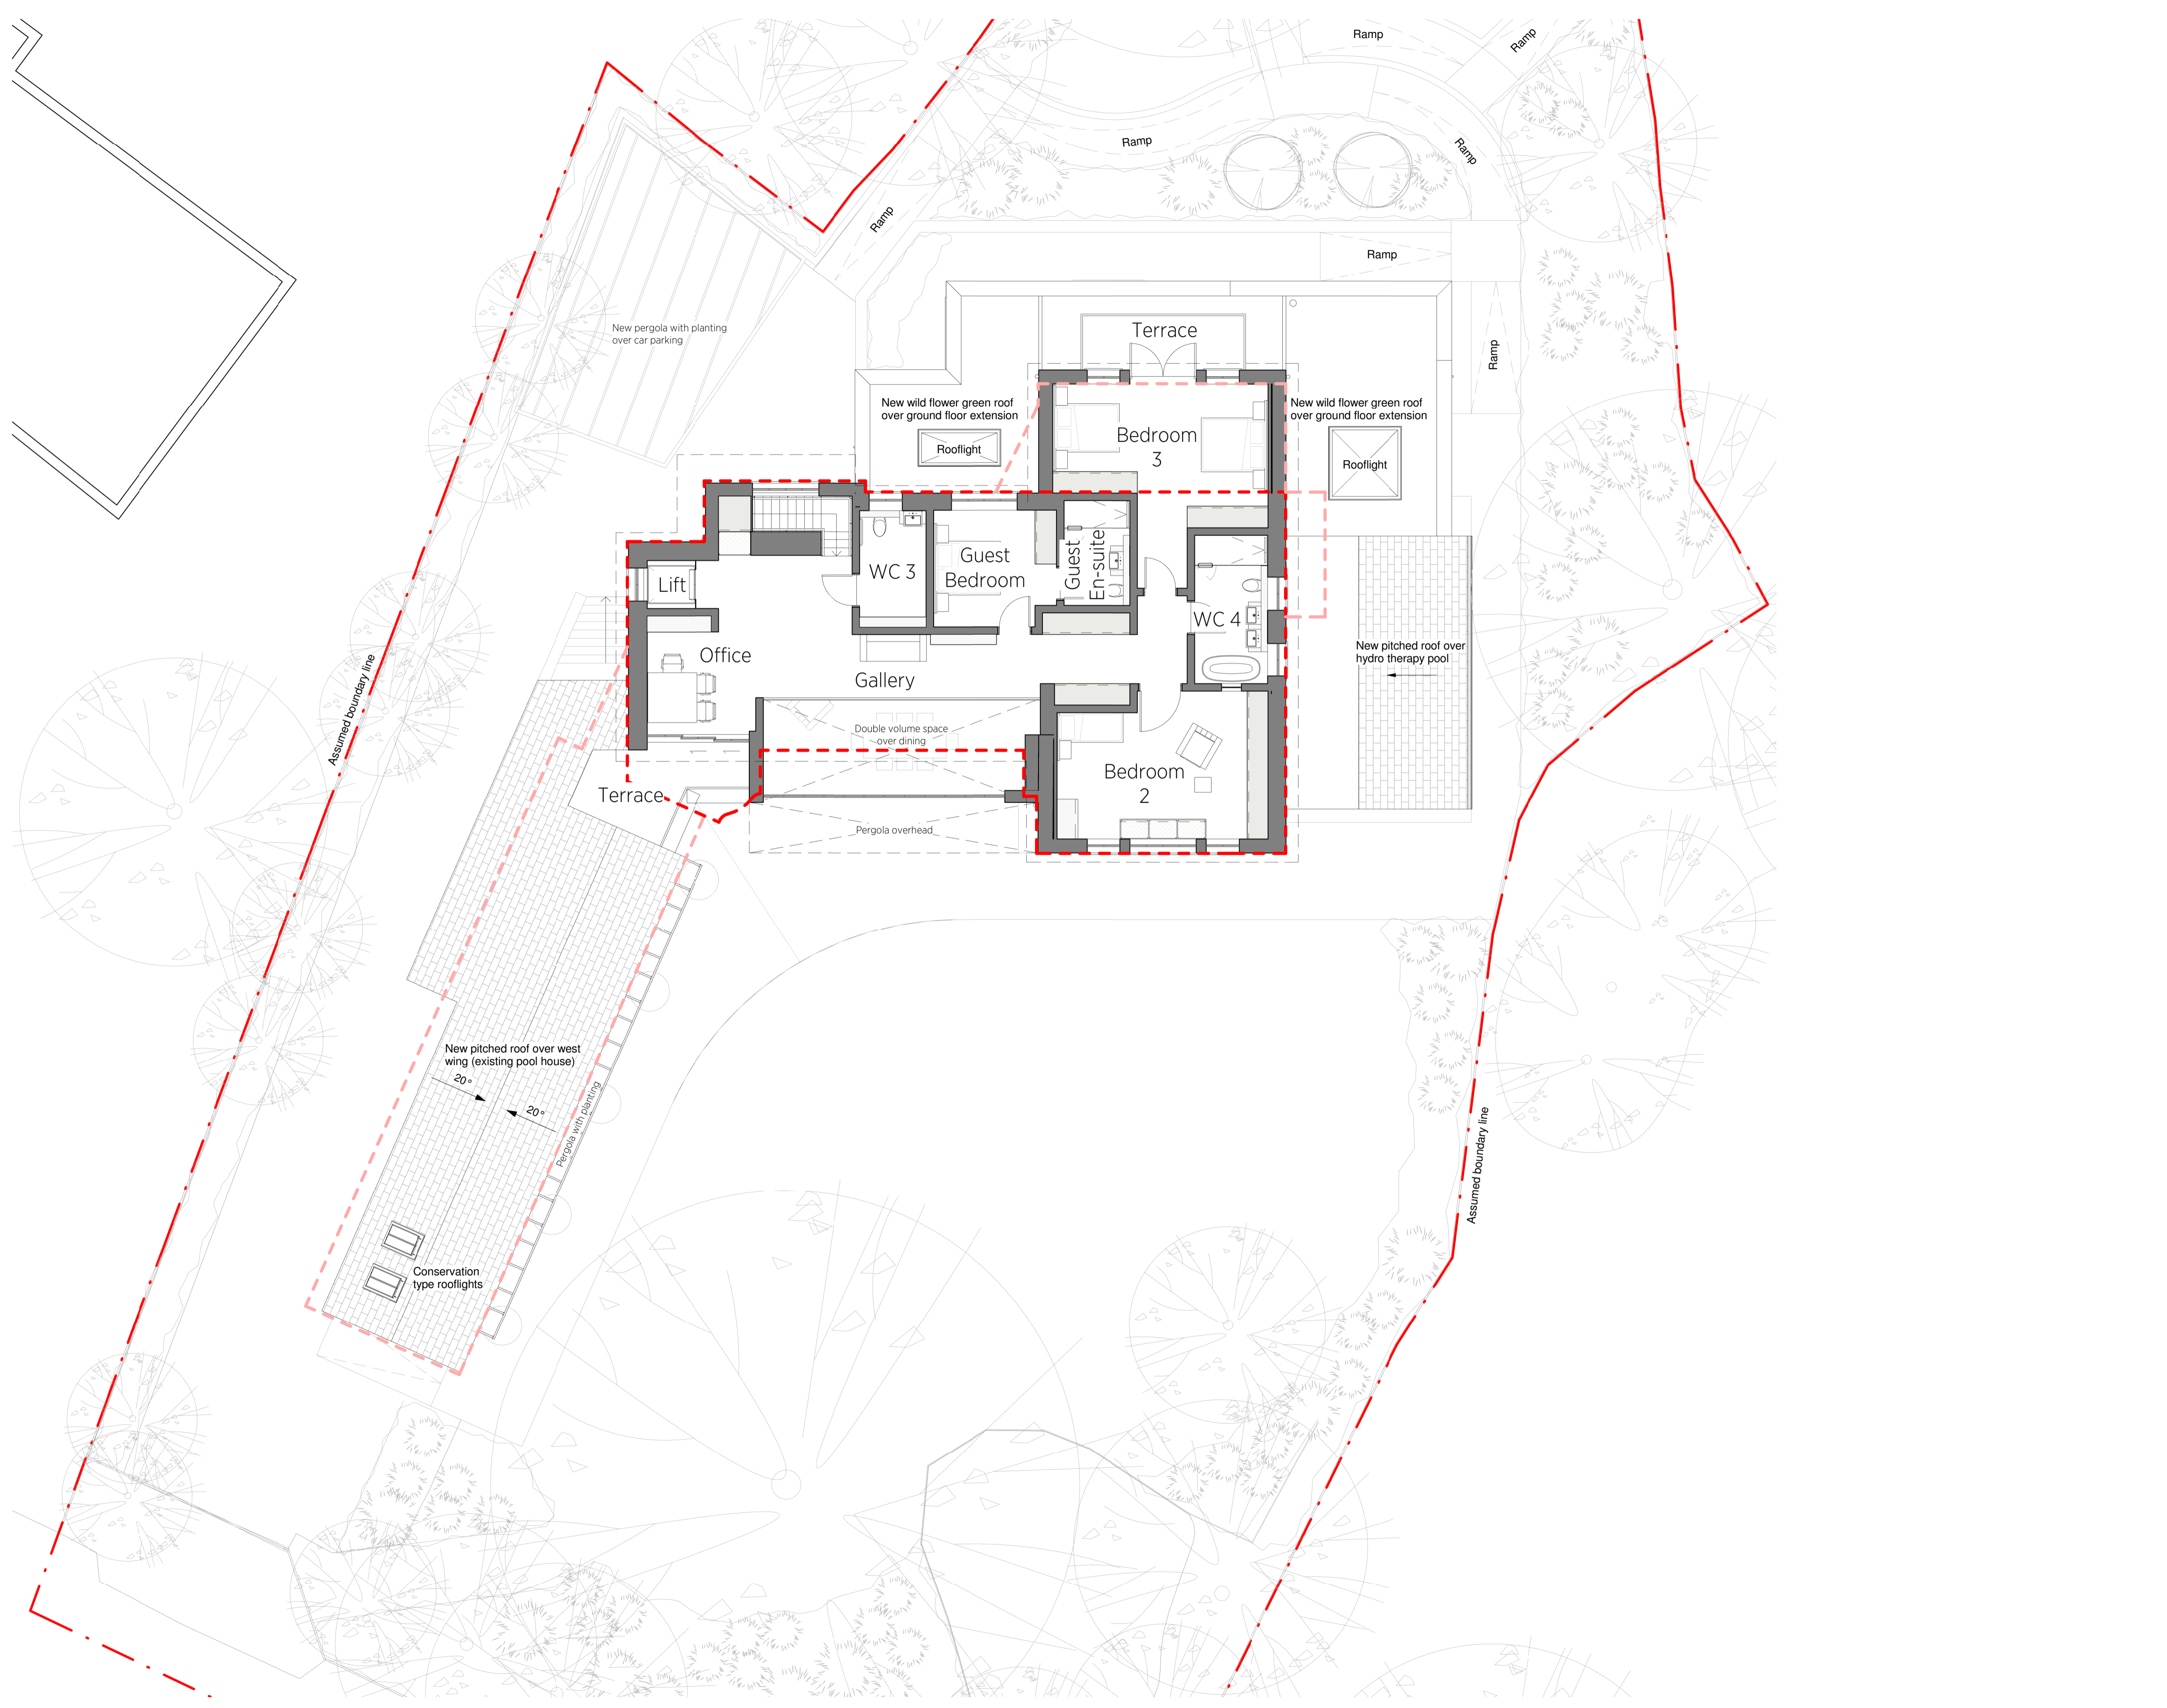 Ramp
Ramp
Ramp
Ramp
Ramp
Ramp
Ramp
New pergola with planting
over car parking
Terrace
New wild flower green roof
over ground floor extension
Rooflight
Bedroom
3
New wild flower green roof
over ground floor extension
Rooflight
Lift
WC 3
Guest
Bedroom
Guest
En-suite
WC 4
Office
Gallery
New pitched roof over
hydro therapy pool
Assumed boundary line
Double volume space
over dining
Terrace
Bedroom
2
Pergola overhead
New pitched roof over west
wing (existing pool house)
20°
20°
Pergola with planting
Assumed boundary line
Conservation
type rooflights